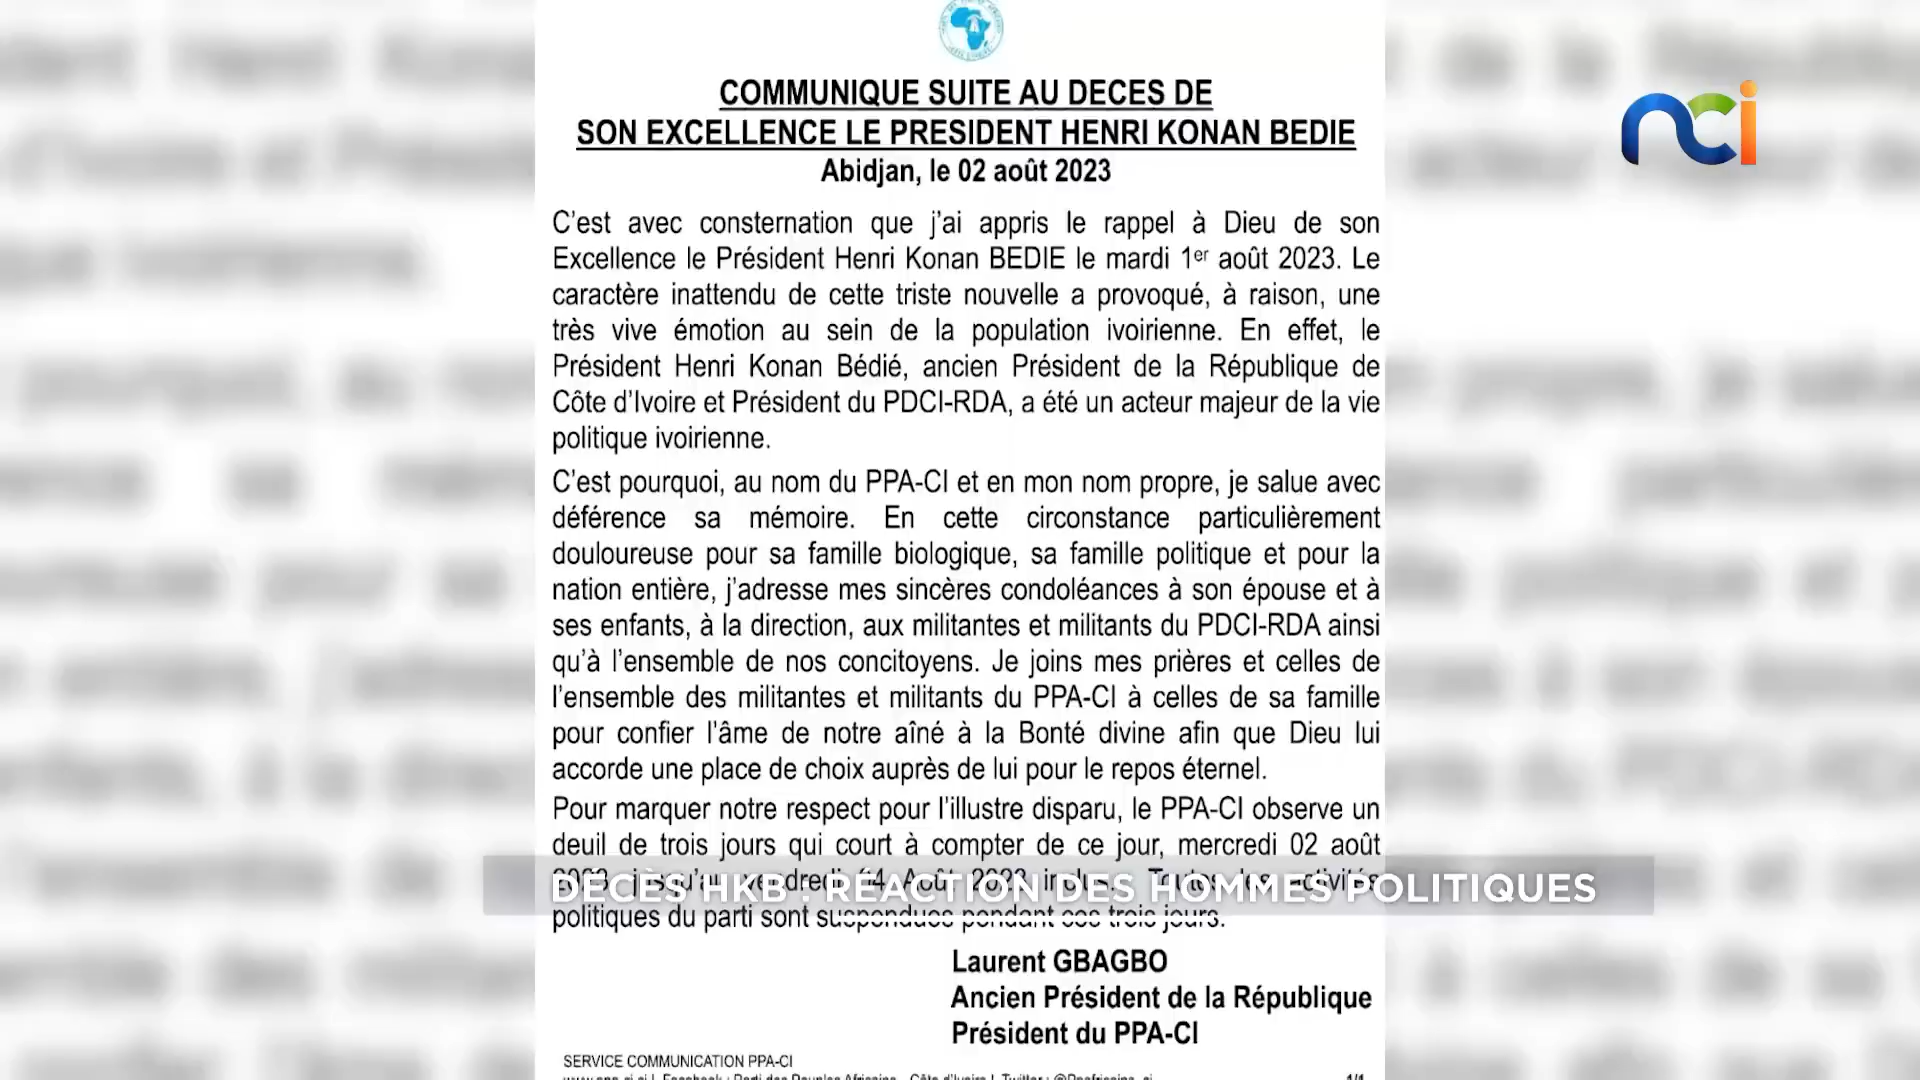 COMMUNIQUE SUITE AU DECES DE
SON EXCELLENCE LE PRESIDENT HENRI KONAN BEDIE
Abidjan, le 02 août 2023
nci
C'est avec consternation que j'ai appris le rappel à Dieu de son
Excellence le Président Henri Konan BEDIE le mardi 1er août 2023. Le
caractère inattendu de cette triste nouvelle a provoqué, à raison, une
très vive émotion au sein de la population ivoirienne. En effet, le
Président Henri Konan Bédié, ancien Président de la République de
Côte d'Ivoire et Président du PDCI-RDA, a été un acteur majeur de la vie
politique ivoirienne.
C'est pourquoi, au nom du PPA-CI et en mon nom propre, je salue avec
déférence sa mémoire. En cette circonstance particulièrement
douloureuse pour sa famille biologique, sa famille politique et pour la
nation entière, j'adresse mes sincères condoléances à son épouse et à
ses enfants, à la direction, aux militantes et militants du PDCI-RDA ainsi
qu'à l'ensemble de nos concitoyens. Je joins mes prières et celles de
l'ensemble des militantes et militants du PPA-CI à celles de sa famille
pour confier l'âme de notre aîné à la Bonté divine afin que Dieu lui
accorde une place de choix auprès de lui pour le repos éternel.
Pour marquer notre respect pour l'illustre disparu, le PPA-CI observe un
deuil de trois jours qui court à compter de ce jour, mercredi 02 août
2023 jusqu'au vendredi 04 Août 2023 inclus. Toutes les activités
DÉCÈS HKB : RÉACTION DES HOMMES POLITIQUES
politiques du parti sont suspendues pendant ces trois jours.
Laurent GBAGBO
Ancien Président de la République
Président du PPA-CI
SERVICE COMMUNICATION PPA-CI